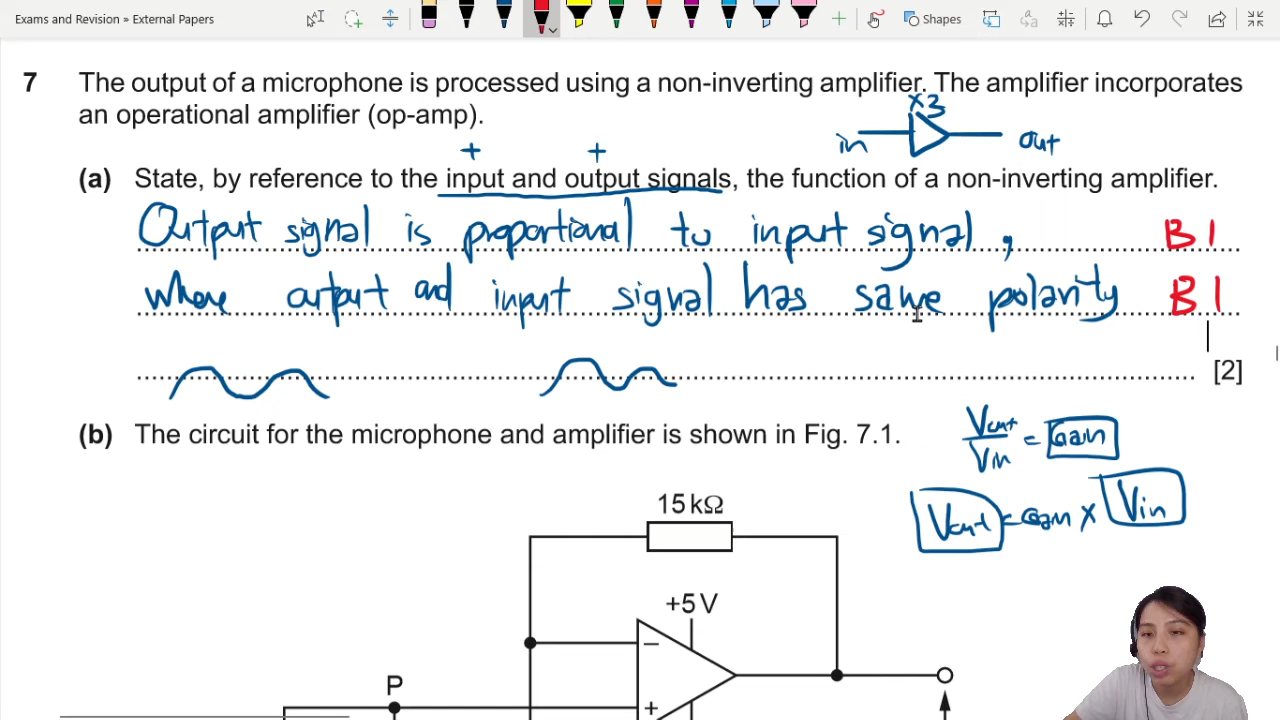 Exams and Revision » External Papers
Shapes
7 The output of a microphone is processed using a non-inverting amplifier. The amplifier incorporates
an operational amplifier (op-amp).
×3
in out
+ +
(a) State, by reference to the input and output signals, the function of a non-inverting amplifier.
Output signal is proportional to input signal, B1
where output and input signal has same polarity B1
[2]
(b) The circuit for the microphone and amplifier is shown in Fig. 7.1.
Vout/Vin = Gain
Vout = Gain × Vin
15 kΩ
+5 V
−
P
+